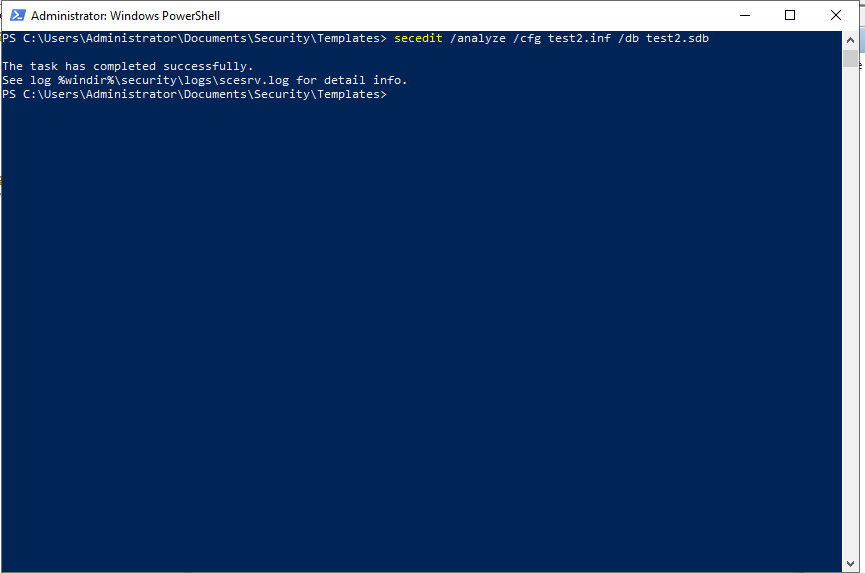 Administrator: Windows PowerShell
PS C:\Users\Administrator\Documents\Security\Templates> secedit /analyze /cfg test2.inf /db test2.sdb
The task has completed successfully.
See log %windir%\security\logs\scesrv.log for detail info.
PS C:\Users\Administrator\Documents\Security\Templates>